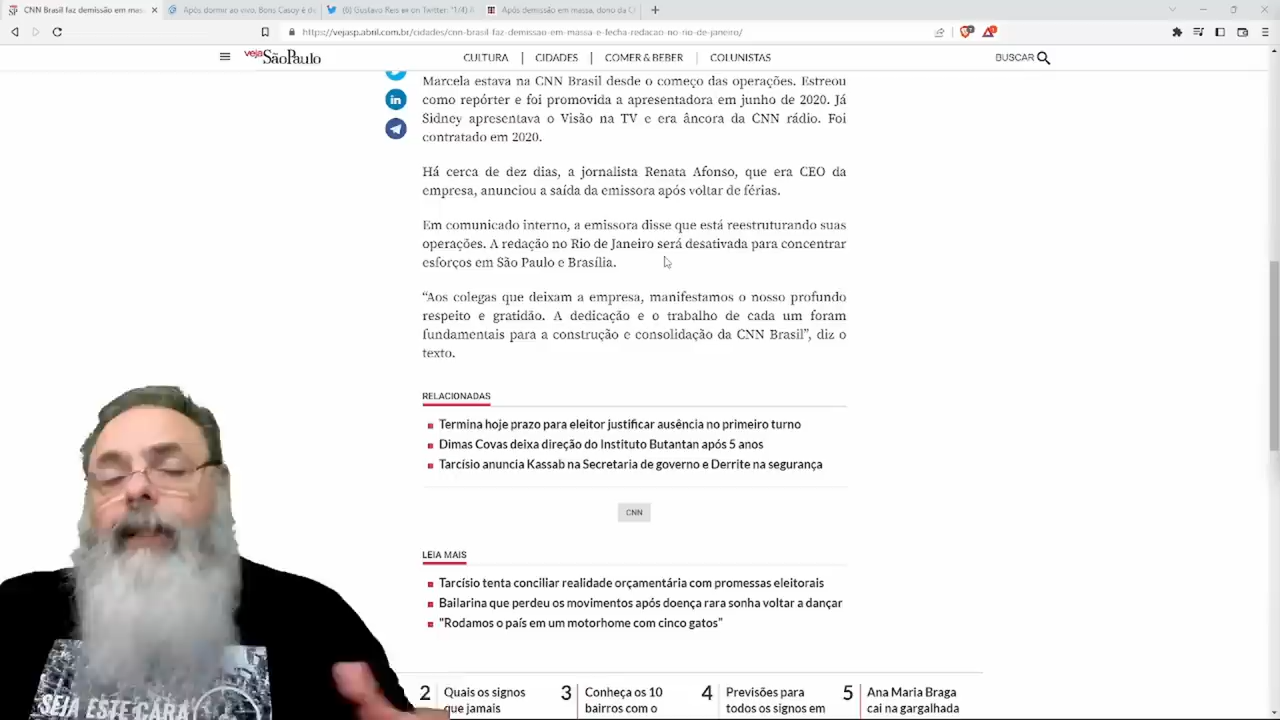 CNN Brasil faz demissão em mas
Após dormir ao vivo, Boris Casoy é de
(6) Gustavo Reis on Twitter: "1/4) A
Após demissão em massa, dono da C
https://vejasp.abril.com.br/cidades/cnn-brasil-faz-demissao-em-massa-e-fecha-redacao-no-rio-de-janeiro/
veja São Paulo
CULTURA | CIDADES | COMER & BEBER | COLUNISTAS
BUSCAR
Marcela estava na CNN Brasil desde o começo das operações. Estreou
como repórter e foi promovida a apresentadora em junho de 2020. Já
Sidney apresentava o Visão na TV e era âncora da CNN rádio. Foi
contratado em 2020.
Há cerca de dez dias, a jornalista Renata Afonso, que era CEO da
empresa, anunciou a saída da emissora após voltar de férias.
Em comunicado interno, a emissora disse que está reestruturando suas
operações. A redação no Rio de Janeiro será desativada para concentrar
esforços em São Paulo e Brasília.
“Aos colegas que deixam a empresa, manifestamos o nosso profundo
respeito e gratidão. A dedicação e o trabalho de cada um foram
fundamentais para a construção e consolidação da CNN Brasil”, diz o
texto.
RELACIONADAS
Termina hoje prazo para eleitor justificar ausência no primeiro turno
Dimas Covas deixa direção do Instituto Butantan após 5 anos
Tarcísio anuncia Kassab na Secretaria de governo e Derrite na segurança
CNN
LEIA MAIS
Tarcísio tenta conciliar realidade orçamentária com promessas eleitorais
Bailarina que perdeu os movimentos após doença rara sonha voltar a dançar
"Rodamos o país em um motorhome com cinco gatos”
2 Quais os signos
que jamais
3 Conheça os 10
bairros com o
4 Previsões para
todos os signos em
5 Ana Maria Braga
cai na gargalhada
SEJA ESTE CARA